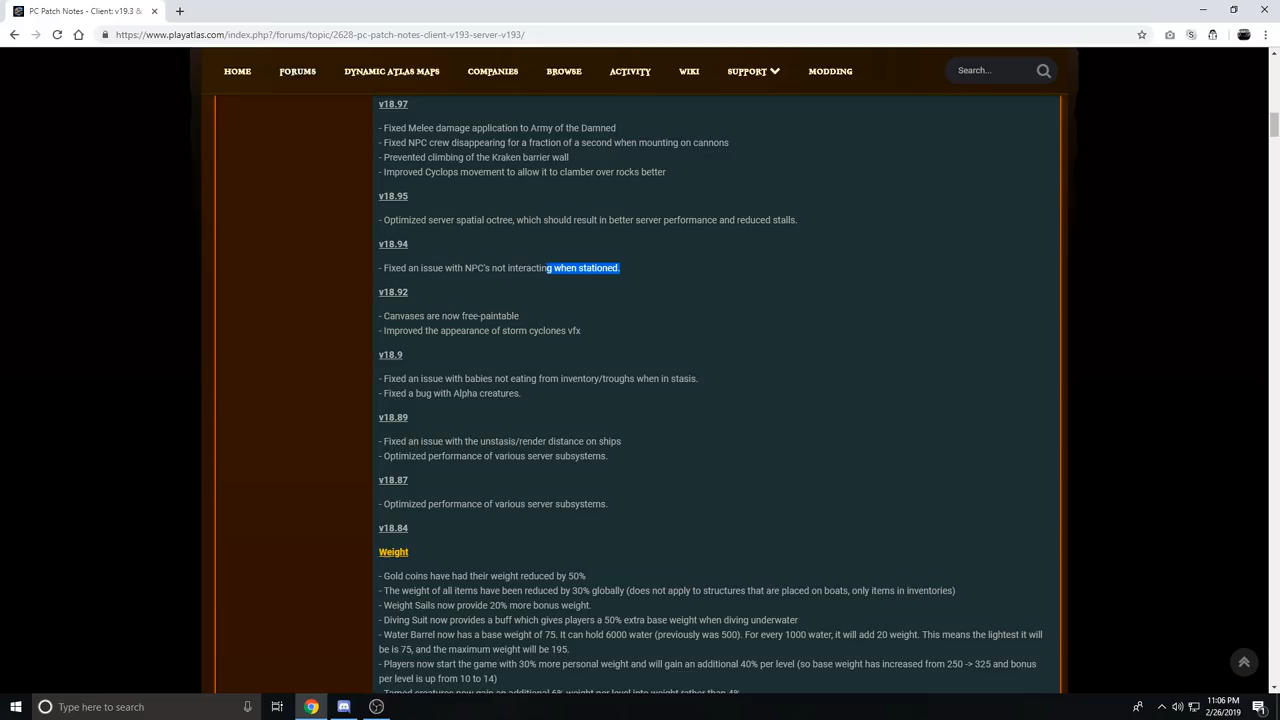 PC Patch Notes - Cli
https://www.playatlas.com/index.php?/forums/topic/2628-pc-patch-notes-client-v193-server-v193/
HOME FORUMS DYNAMIC ATLAS MAPS COMPANIES BROWSE ACTIVITY WIKI SUPPORT MODDING Search...
v18.97
- Fixed Melee damage application to Army of the Damned
- Fixed NPC crew disappearing for a fraction of a second when mounting on cannons
- Prevented climbing of the Kraken barrier wall
- Improved Cyclops movement to allow it to clamber over rocks better
v18.95
- Optimized server spatial octree, which should result in better server performance and reduced stalls.
v18.94
- Fixed an issue with NPC's not interacting when stationed.
v18.92
- Canvases are now free-paintable
- Improved the appearance of storm cyclones vfx
v18.9
- Fixed an issue with babies not eating from inventory/troughs when in stasis.
- Fixed a bug with Alpha creatures.
v18.89
- Fixed an issue with the unstasis/render distance on ships
- Optimized performance of various server subsystems.
v18.87
- Optimized performance of various server subsystems.
v18.84
Weight
- Gold coins have had their weight reduced by 50%
- The weight of all items have been reduced by 30% globally (does not apply to structures that are placed on boats, only items in inventories)
- Weight Sails now provide 20% more bonus weight.
- Diving Suit now provides a buff which gives players a 50% extra base weight when diving underwater
- Water Barrel now has a base weight of 75. It can hold 6000 water (previously was 500). For every 1000 water, it will add 20 weight. This means the lightest it will
be is 75, and the maximum weight will be 195.
- Players now start the game with 30% more personal weight and will gain an additional 40% per level (so base weight has increased from 250 -> 325 and bonus
per level is up from 10 to 14)
- Tamed creatures now gain an additional 6% weight per level into weight rather than 4%
Type here to search
11:06 PM
2/26/2019